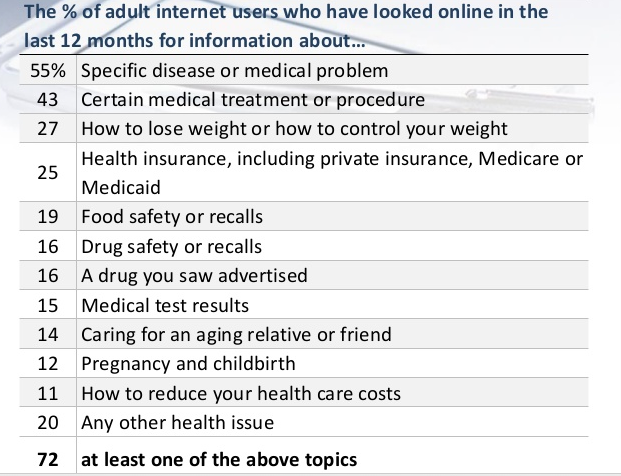 The % of adult internet users who have looked online in the
last 12 months for information about…
55% Specific disease or medical problem
43 Certain medical treatment or procedure
27 How to lose weight or how to control your weight
25 Health insurance, including private insurance, Medicare or
Medicaid
19 Food safety or recalls
16 Drug safety or recalls
16 A drug you saw advertised
15 Medical test results
14 Caring for an aging relative or friend
12 Pregnancy and childbirth
11 How to reduce your health care costs
20 Any other health issue
72 at least one of the above topics